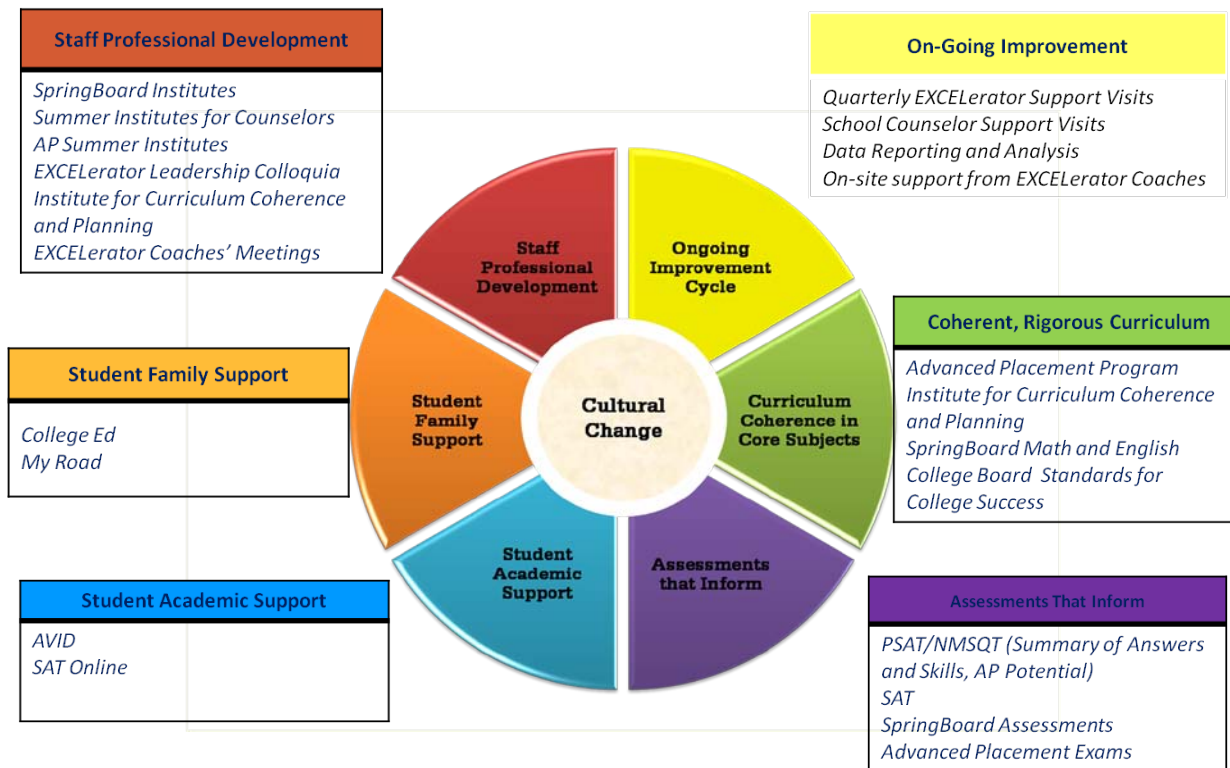 Staff Professional Development
SpringBoard Institutes
Summer Institutes for Counselors
AP Summer Institutes
EXCELerator Leadership Colloquia
Institute for Curriculum Coherence
and Planning
EXCELerator Coaches’ Meetings
On-Going Improvement
Quarterly EXCELerator Support Visits
School Counselor Support Visits
Data Reporting and Analysis
On-site support from EXCELerator Coaches
Staff
Professional
Development
Ongoing
Improvement
Cycle
Student Family Support
College Ed
My Road
Student
Family
Support
Cultural
Change
Curriculum
Coherence in
Core Subjects
Coherent, Rigorous Curriculum
Advanced Placement Program
Institute for Curriculum Coherence
and Planning
SpringBoard Math and English
College Board Standards for
College Success
Student
Academic
Support
Assessments
that Inform
Student Academic Support
AVID
SAT Online
Assessments That Inform
PSAT/NMSQT (Summary of Answers
and Skills, AP Potential)
SAT
SpringBoard Assessments
Advanced Placement Exams